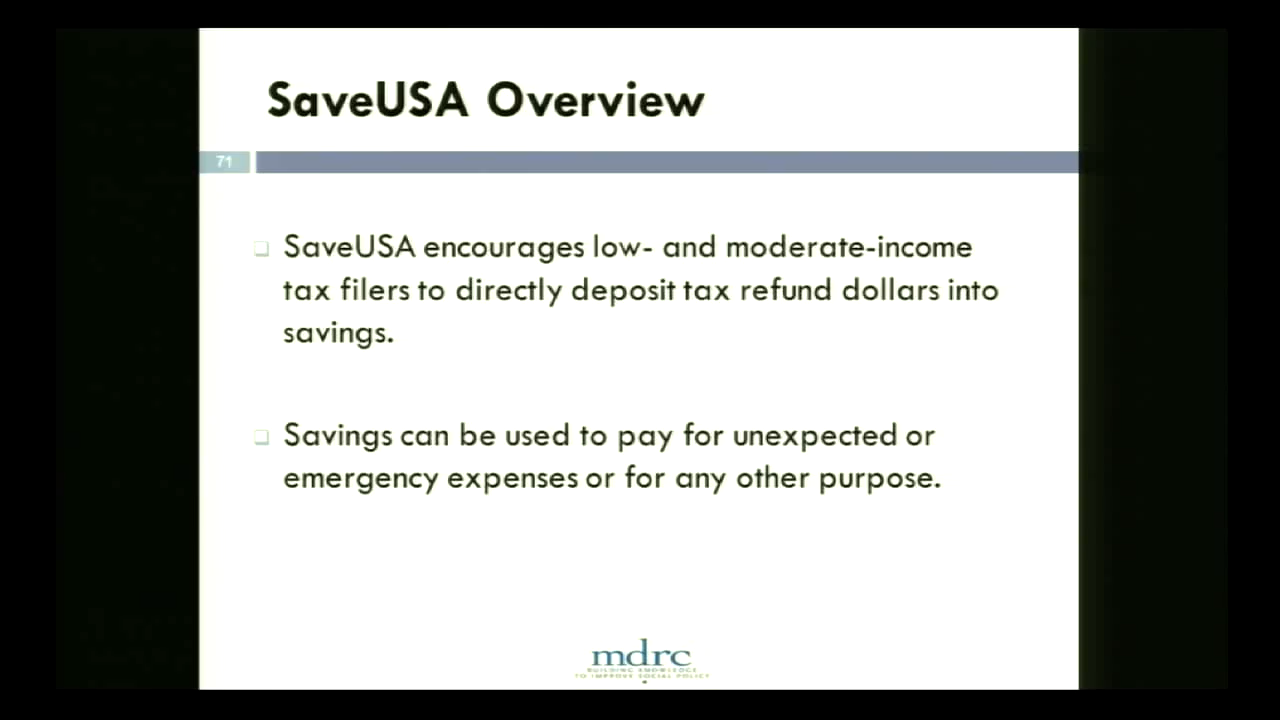 SaveUSA Overview
71
SaveUSA encourages low- and moderate-income
tax filers to directly deposit tax refund dollars into
savings.
Savings can be used to pay for unexpected or
emergency expenses or for any other purpose.
mdrc
BUILDING KNOWLEDGE
TO IMPROVE SOCIAL POLICY